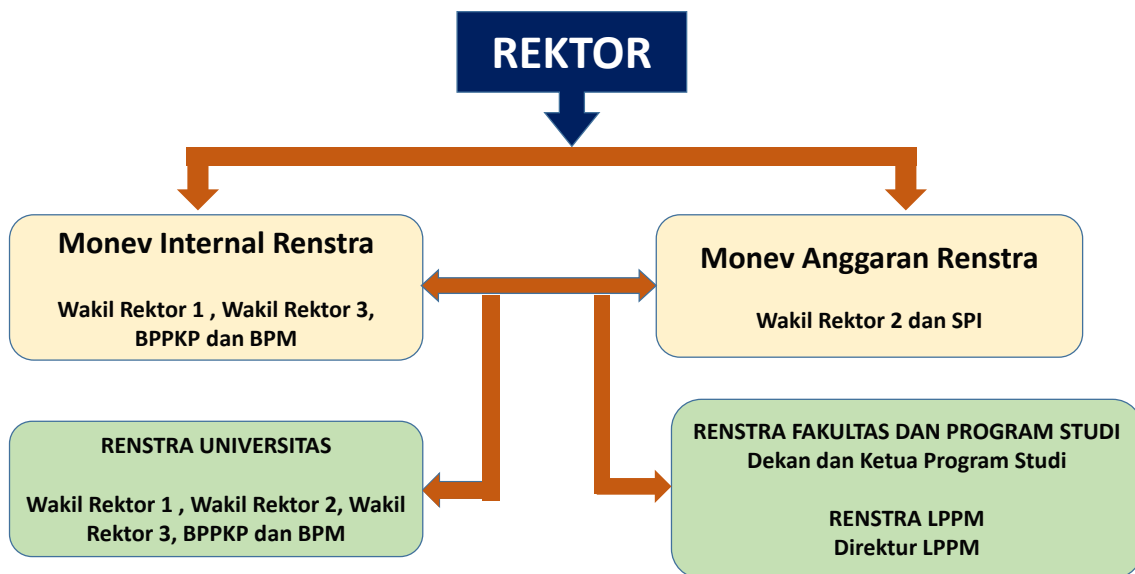 REKTOR
Monev Internal Renstra
Wakil Rektor 1 , Wakil Rektor 3,
BPPKP dan BPM
Monev Anggaran Renstra
Wakil Rektor 2 dan SPI
RENSTRA UNIVERSITAS
Wakil Rektor 1 , Wakil Rektor 2, Wakil
Rektor 3, BPPKP dan BPM
RENSTRA FAKULTAS DAN PROGRAM STUDI
Dekan dan Ketua Program Studi
RENSTRA LPPM
Direktur LPPM